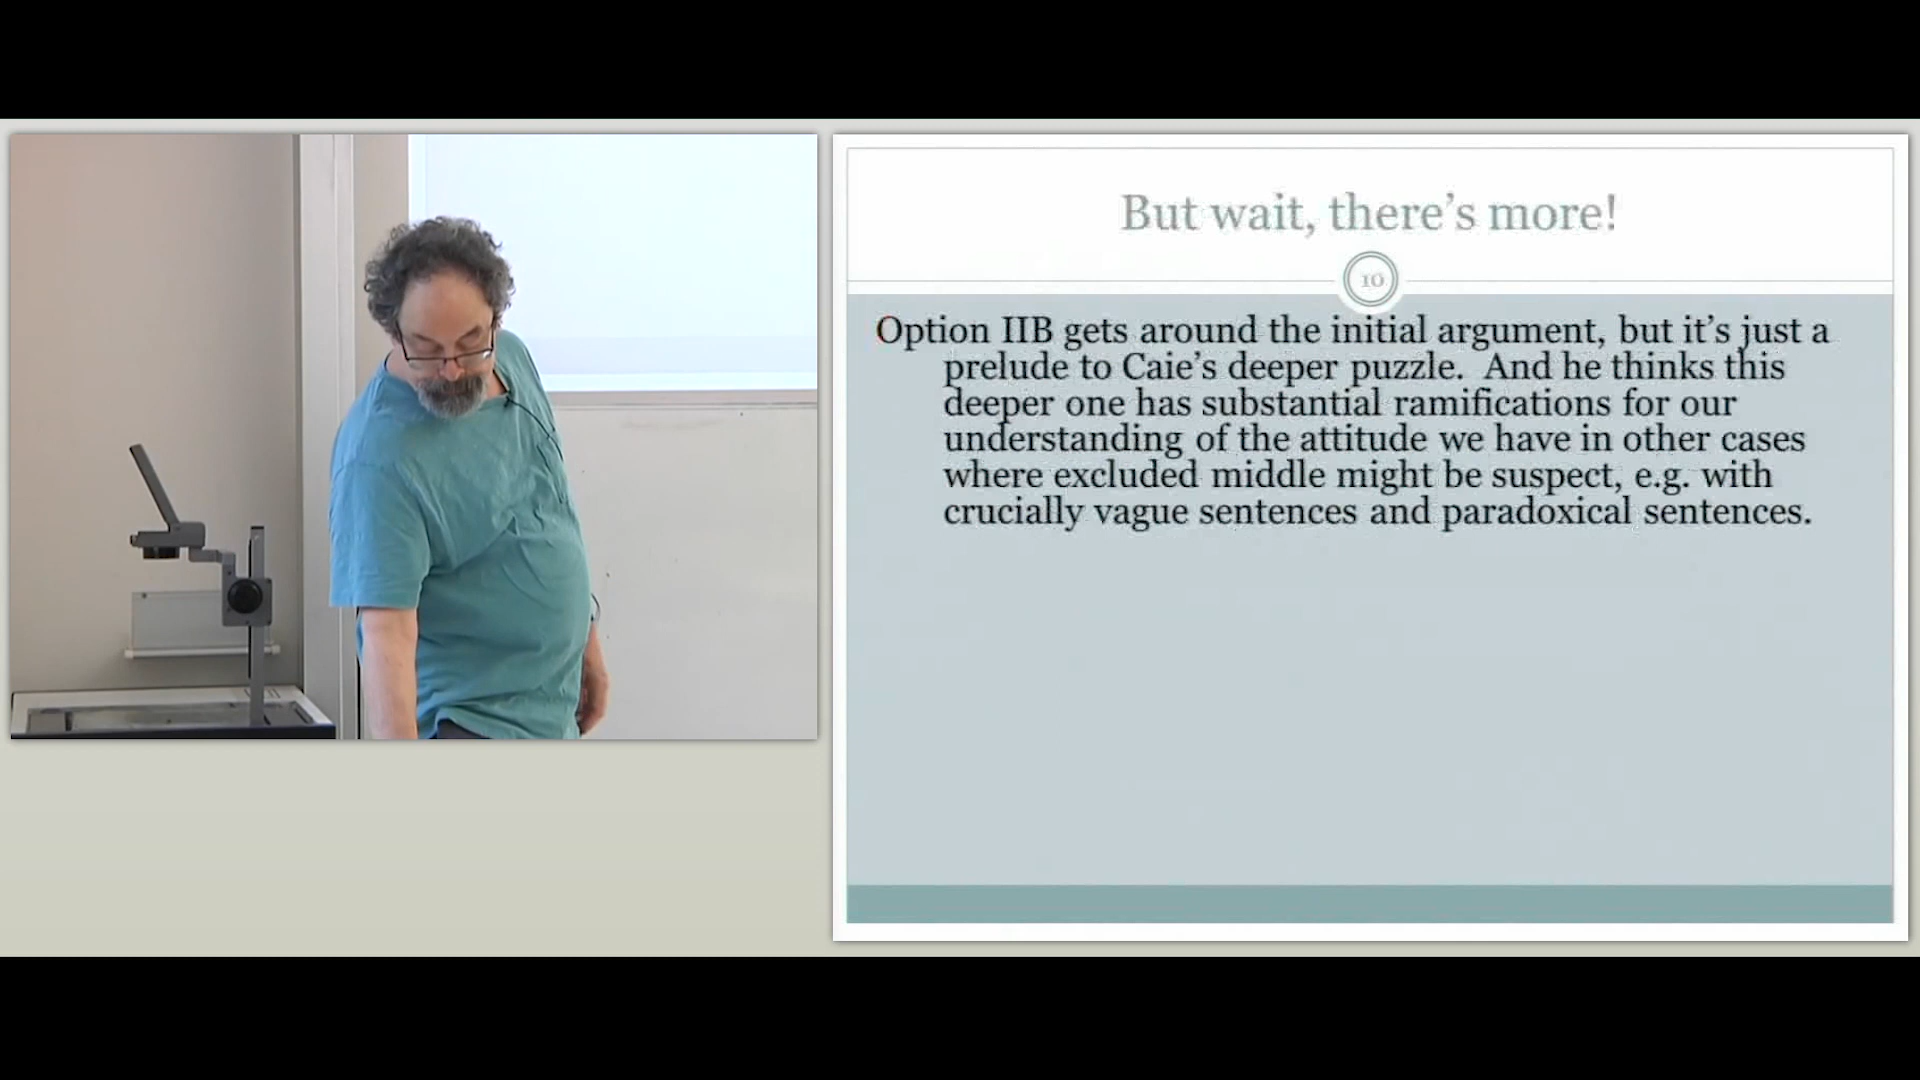 But wait, there's more!
10
Option IIB gets around the initial argument, but it's just a
prelude to Caie's deeper puzzle. And he thinks this
deeper one has substantial ramifications for our
understanding of the attitude we have in other cases
where excluded middle might be suspect, e.g. with
crucially vague sentences and paradoxical sentences.